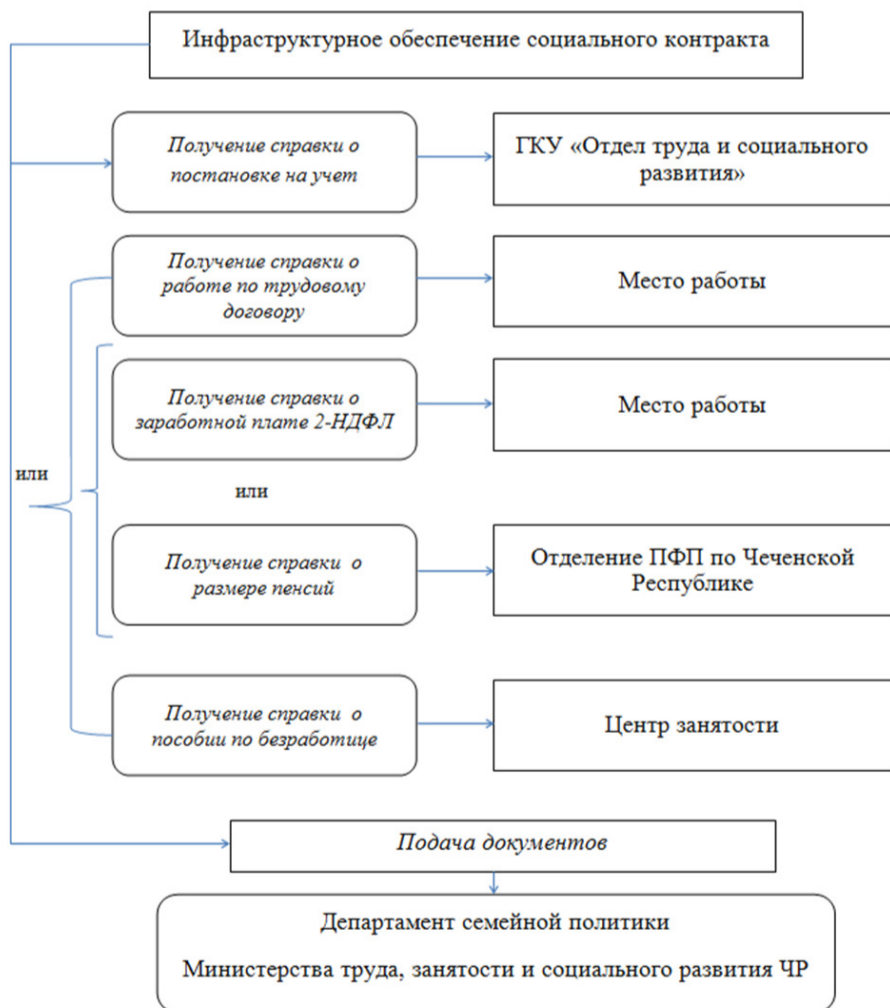 Инфраструктурное обеспечение социального контракта
Получение справки о
постановке на учет
ГКУ «Отдел труда и социального
развития»
Получение справки о
работе по трудовому
договору
Место работы
Получение справки о
заработной плате 2-НДФЛ
Место работы
или
или
Получение справки о
размере пенсий
Отделение ПФП по Чеченской
Республике
Получение справки о
пособии по безработице
Центр занятости
Подача документов
Департамент семейной политики
Министерства труда, занятости и социального развития ЧР